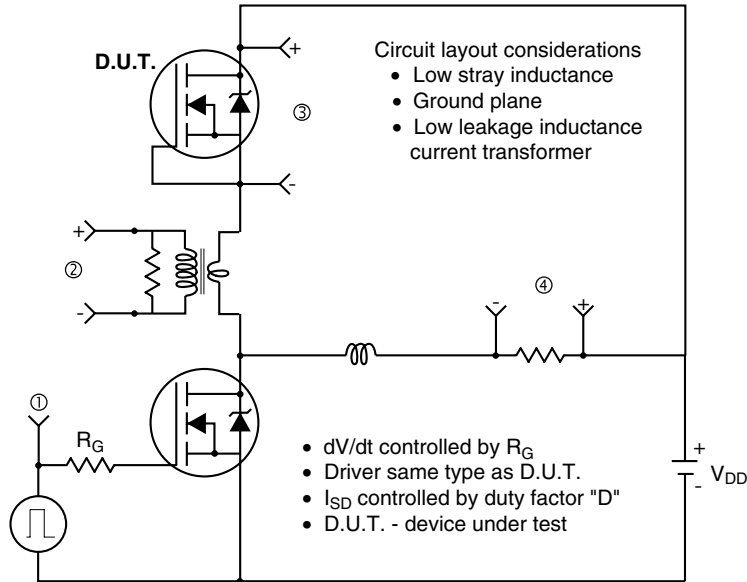 D.U.T.
+
③
-
Circuit layout considerations
• Low stray inductance
• Ground plane
• Low leakage inductance
current transformer
+
②
-
④
- +
①
R_G
• dV/dt controlled by R_G
• Driver same type as D.U.T.
• I_SD controlled by duty factor "D"
• D.U.T. - device under test
+
V_DD
-